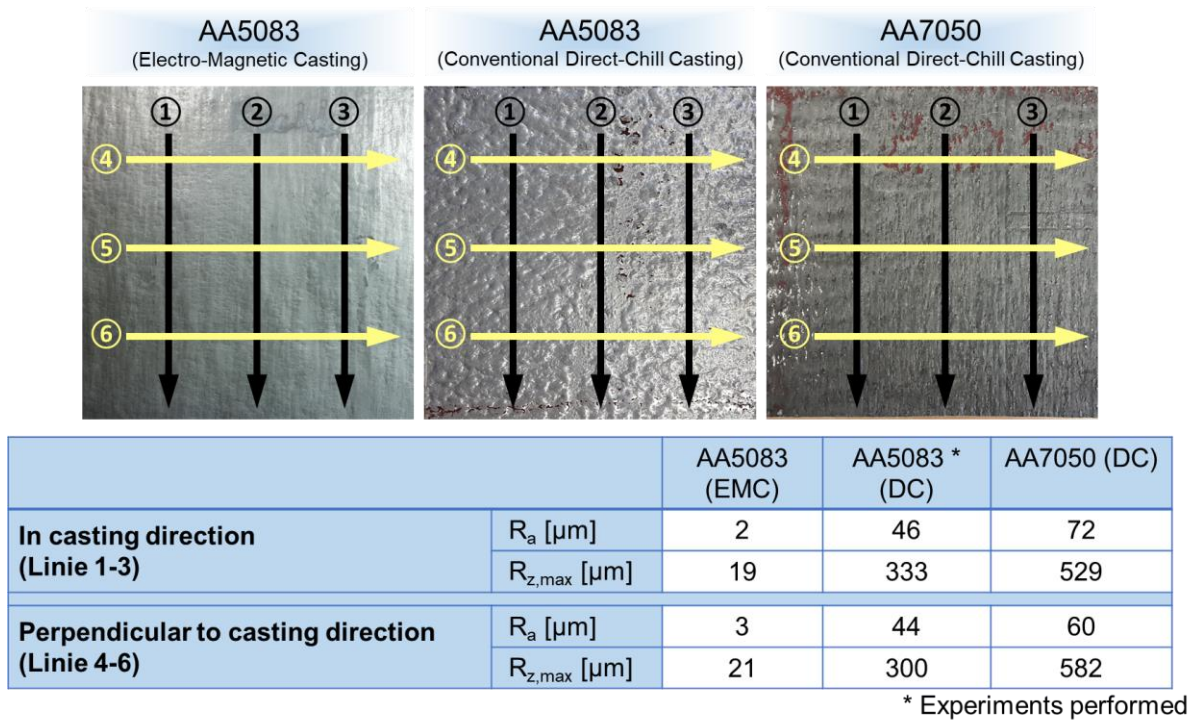 AA5083
(Electro-Magnetic Casting)
AA5083
(Conventional Direct-Chill Casting)
AA7050
(Conventional Direct-Chill Casting)
① ② ③
④
⑤
⑥
① ② ③
④
⑤
⑥
① ② ③
④
⑤
⑥
AA5083 (EMC) AA5083 * (DC) AA7050 (DC)
In casting direction (Linie 1-3)
Ra [µm] 2 46 72
Rz,max [µm] 19 333 529
Perpendicular to casting direction (Linie 4-6)
Ra [µm] 3 44 60
Rz,max [µm] 21 300 582
* Experiments performed